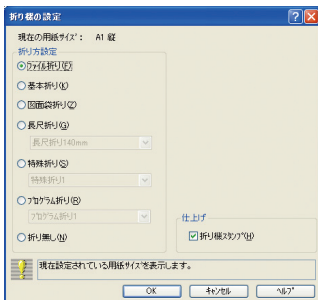 折り機の設定
現在の用紙ｻｲｽﾞ： A1 縦
折り方設定
ﾌｧｲﾙ折り(F)
基本折り(K)
図面袋折り(Z)
長尺折り(G)
長尺折り140mm
特殊折り(S)
特殊折り1
ﾌﾟﾛｸﾞﾗﾑ折り(R)
ﾌﾟﾛｸﾞﾗﾑ折り1
折り無し(N)
仕上げ
折り機ｽﾀﾝﾌﾟ(H)
現在設定されている用紙ｻｲｽﾞを表示します。
OK ｷｬﾝｾﾙ ﾍﾙﾌﾟ